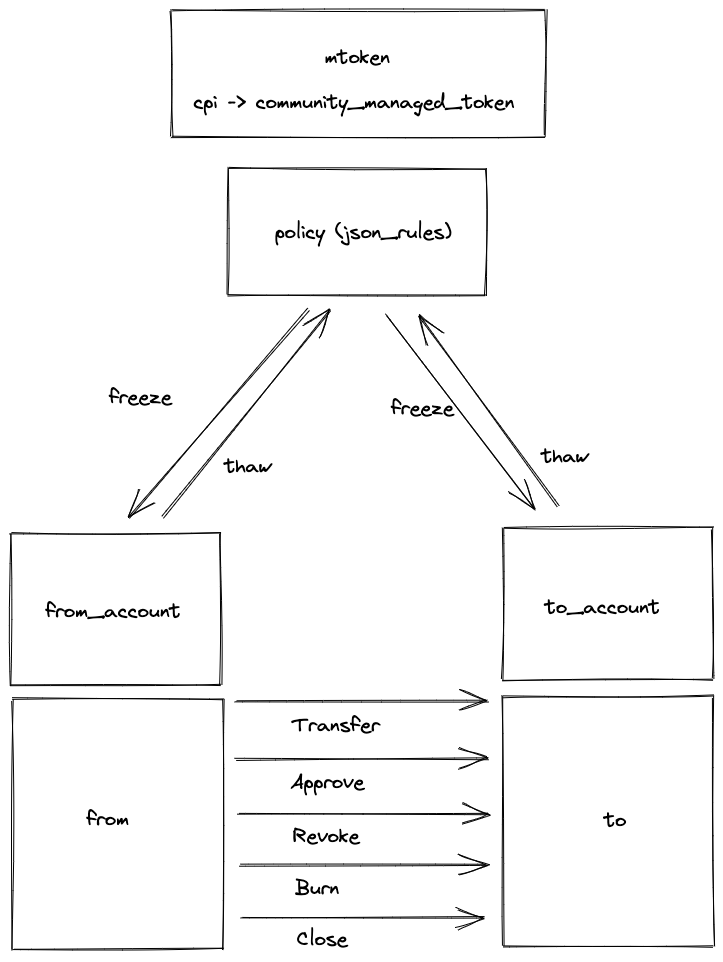 mtoken
cpi -> community_managed_token
policy (json_rules)
freeze
freeze
thaw
thaw
from_account
to_account
Transfer
Approve
from
to
Revoke
Burn
Close